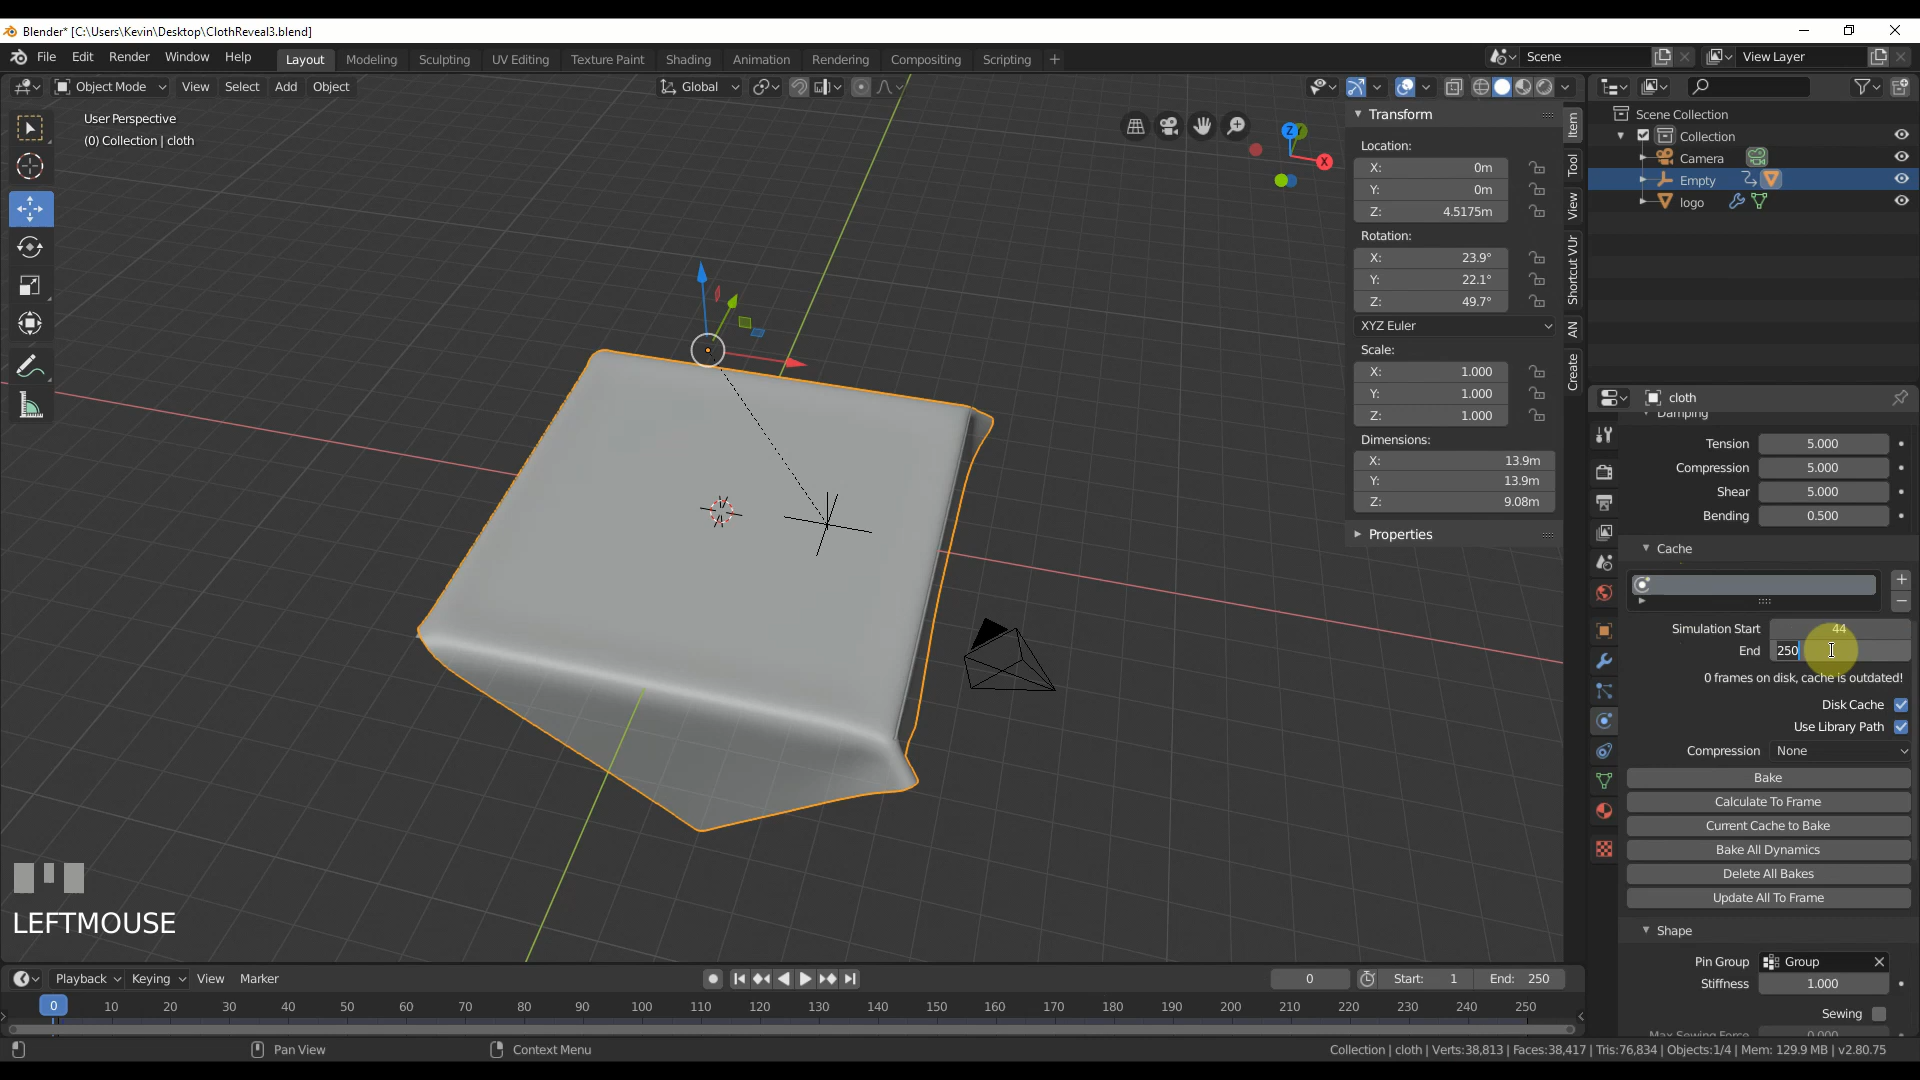 Blender* [C:\Users\Kevin\Desktop\ClothReveal3.blend]
File Edit Render Window Help Layout Modeling Sculpting UV Editing Texture Paint Shading Animation Rendering Compositing Scripting + Scene View Layer
Object Mode View Select Add Object Global
User Perspective
(0) Collection | cloth
Z Y
X
Transform
Location:
X: 0m
Y: 0m
Z: 4.5175m
Rotation:
X: 23.9°
Y: 22.1°
Z: 49.7°
XYZ Euler
Scale:
X: 1.000
Y: 1.000
Z: 1.000
Dimensions:
X: 13.9m
Y: 13.9m
Z: 9.08m
Properties
Item
Tool
View
Shortcut VUr
AN
Create
Scene Collection
Collection
Camera
Empty
logo
cloth
Damping
Tension 5.000
Compression 5.000
Shear 5.000
Bending 0.500
Cache
Simulation Start 44
End 250
0 frames on disk, cache is outdated!
Disk Cache
Use Library Path
Compression None
Bake
Calculate To Frame
Current Cache to Bake
Bake All Dynamics
Delete All Bakes
Update All To Frame
Shape
Pin Group Group
Stiffness 1.000
Sewing
Max Sewing Force 0.000
LEFTMOUSE
Playback Keying View Marker 0 Start: 1 End: 250
0 10 20 30 40 50 60 70 80 90 100 110 120 130 140 150 160 170 180 190 200 210 220 230 240 250
Pan View Context Menu Collection | cloth | Verts:38,813 | Faces:38,417 | Tris:76,834 | Objects:1/4 | Mem: 129.9 MB | v2.80.75